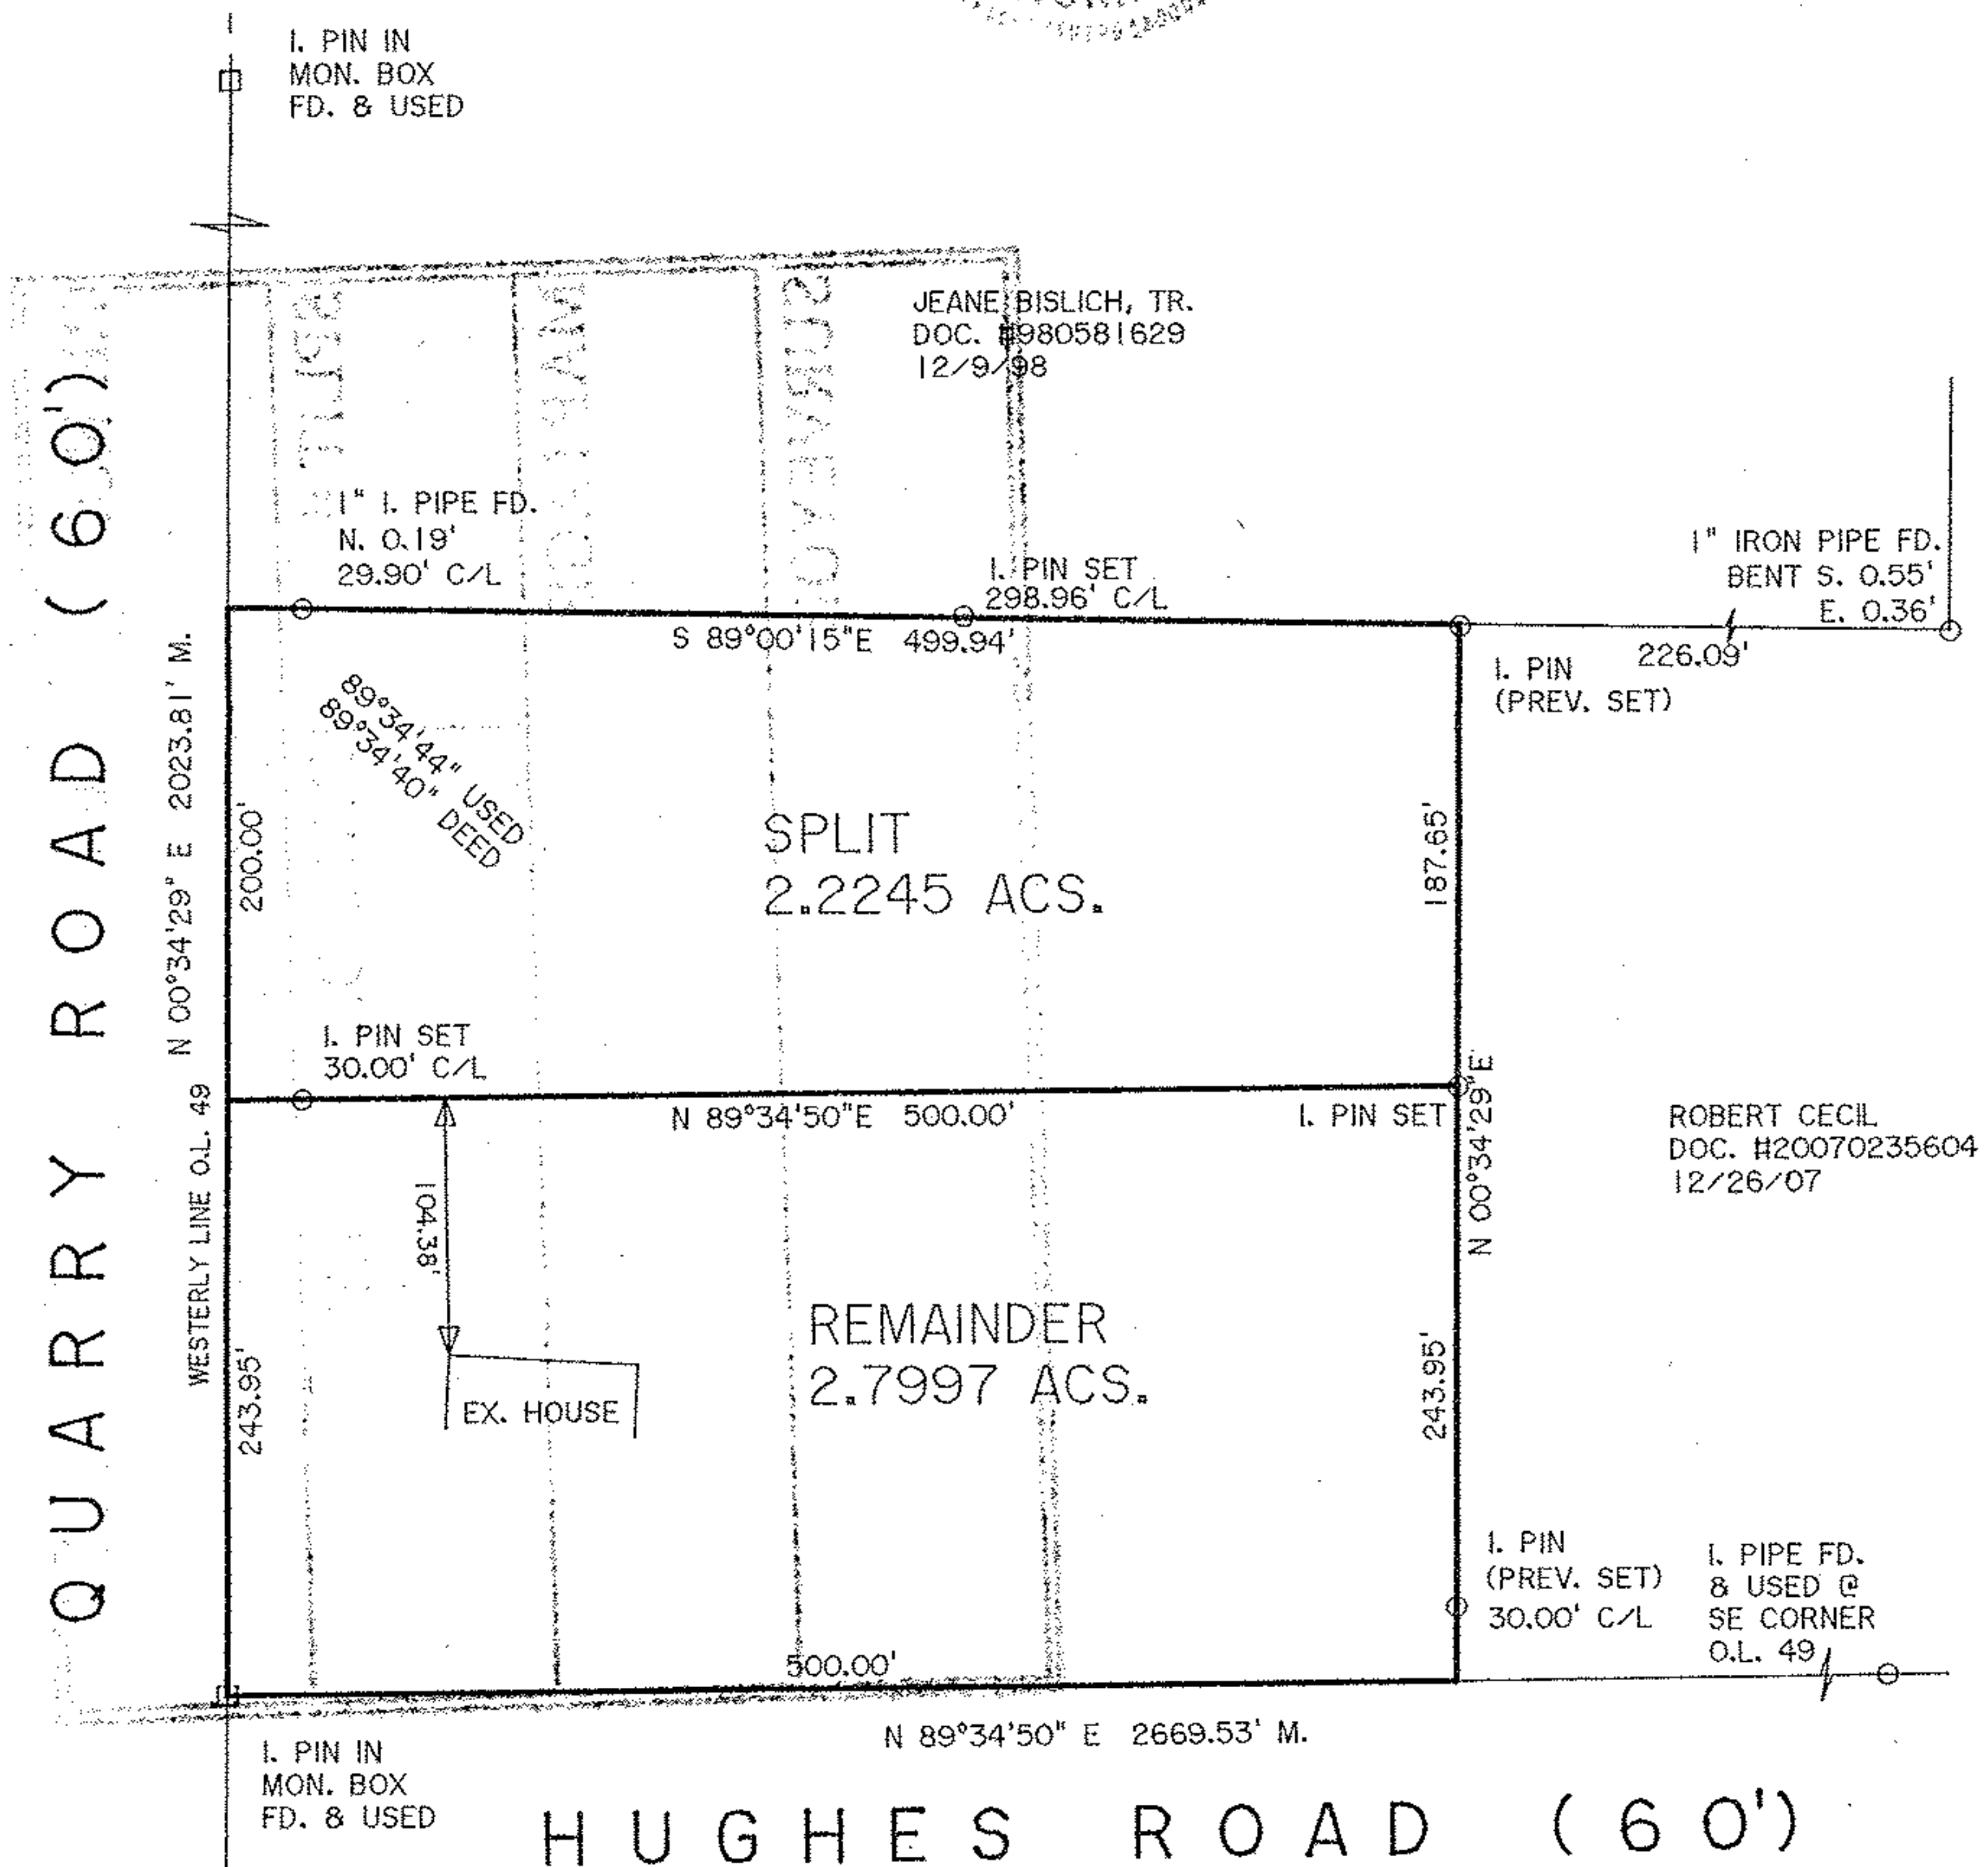 I. PIN IN
MON. BOX
FD. & USED
JEANE BISLICH, TR.
DOC. #980581629
12/9/98
QUARRY ROAD (60')
1" I. PIPE FD.
N. 0.19'
29.90' C/L
I. PIN SET
298.96' C/L
1" IRON PIPE FD.
BENT S. 0.55'
E. 0.36'
S 89°00'15"E 499.94'
226.09'
I. PIN
(PREV. SET)
N 00°34'29" E 2023.81' M.
89°34'44" USED
89°34'40" DEED
200.00'
SPLIT
2.2245 ACS.
187.65'
I. PIN SET
30.00' C/L
WESTERLY LINE O.L. 49
N 89°34'50"E 500.00'
I. PIN SET
N 00°34'29"E
ROBERT CECIL
DOC. #20070235604
12/26/07
104.38'
REMAINDER
2.7997 ACS.
243.95'
EX. HOUSE
243.95'
I. PIN
(PREV. SET)
30.00' C/L
I. PIPE FD.
& USED @
SE CORNER
O.L. 49
500.00'
N 89°34'50" E 2669.53' M.
I. PIN IN
MON. BOX
FD. & USED
HUGHES ROAD (60')